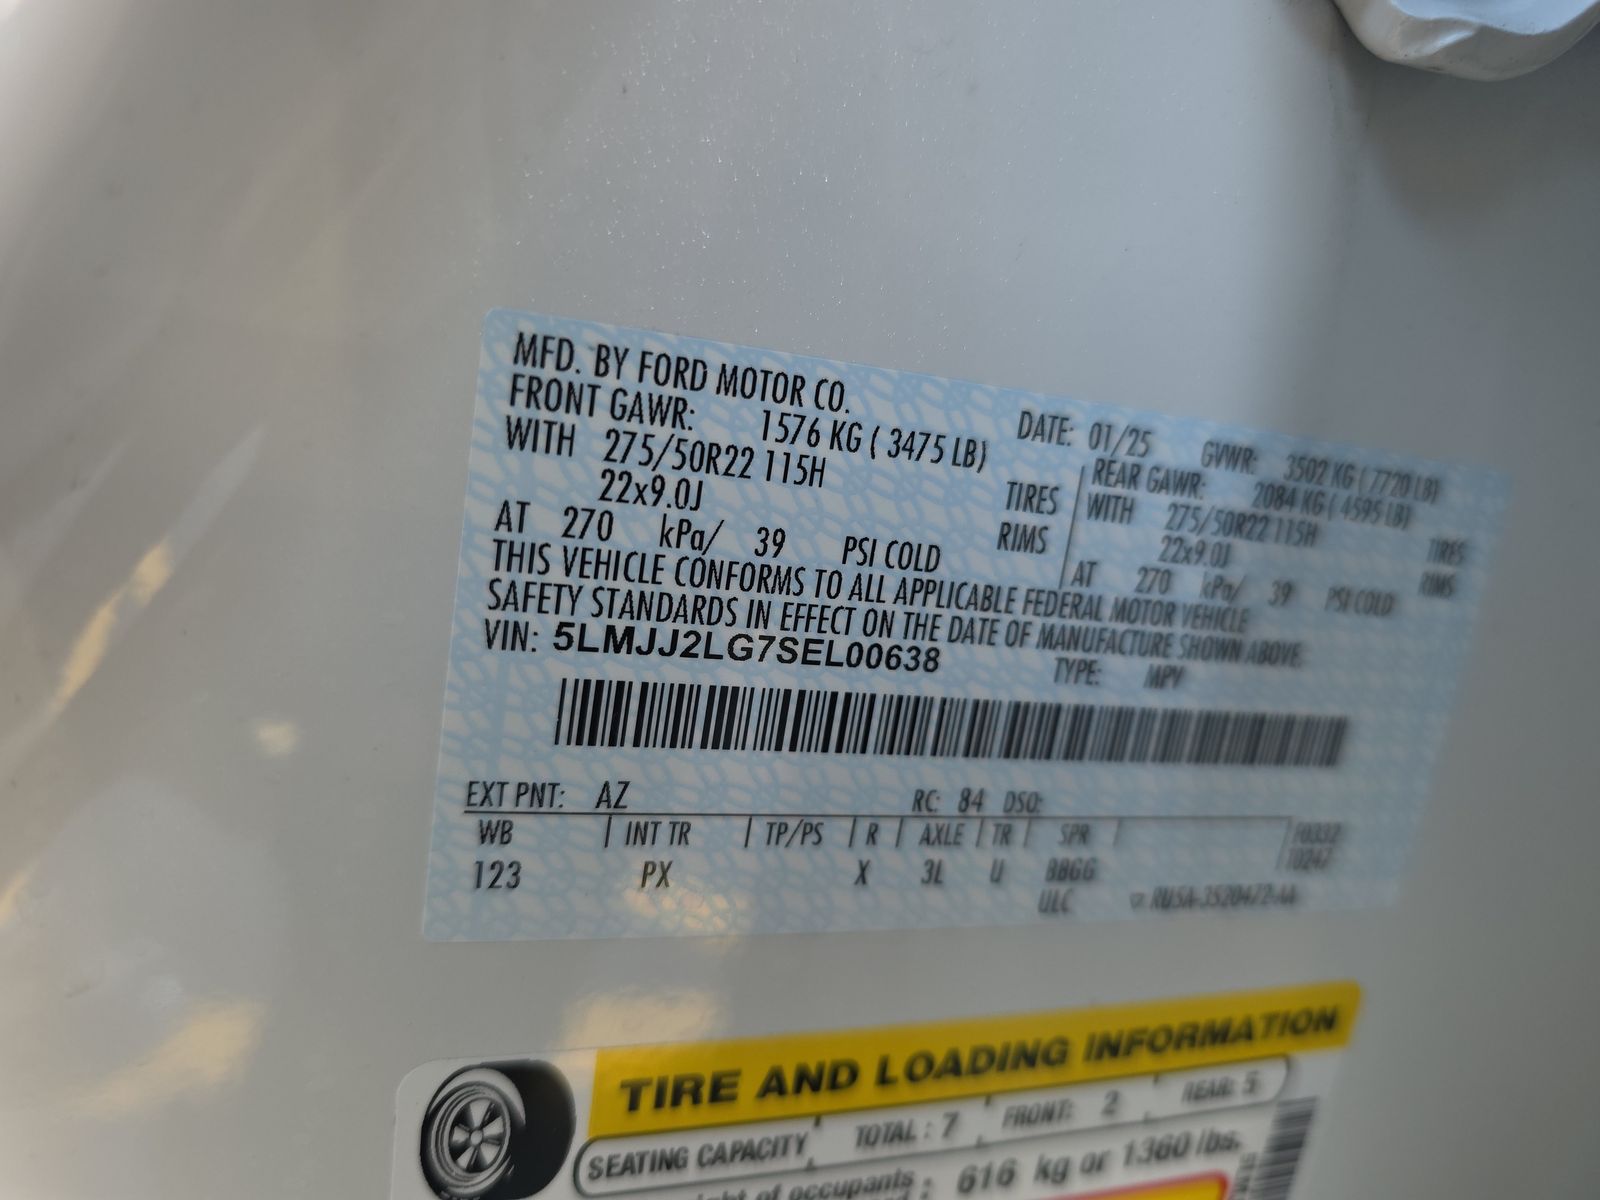 MFD. BY FORD MOTOR CO.
DATE: 01/25 GVWR: 3502 KG ( 7720 LB)
FRONT GAWR: 1576 KG ( 3475 LB)
WITH 275/50R22 115H TIRES
22x9.0J RIMS
AT 270 kPa/ 39 PSI COLD
REAR GAWR: 2084 KG ( 4595 LB)
WITH 275/50R22 115H TIRES
22x9.0J RIMS
AT 270 kPa/ 39 PSI COLD
THIS VEHICLE CONFORMS TO ALL APPLICABLE FEDERAL MOTOR VEHICLE
SAFETY STANDARDS IN EFFECT ON THE DATE OF MANUFACTURE SHOWN ABOVE.
VIN: 5LMJJ2LG7SEL00638 TYPE: MPV
EXT PNT: AZ RC: 84 DSO:
WB INT TR TP/PS R AXLE TR SPR
123 PX X 3L U BBGG
ULC
TIRE AND LOADING INFORMATION
SEATING CAPACITY TOTAL : 7 FRONT: 2 REAR: 5
of occupants : 616 kg or 1360 lbs.